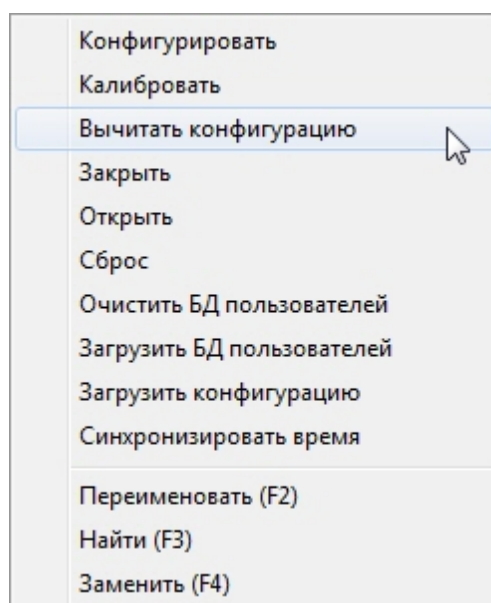 Конфигурировать
Калибровать
Вычитать конфигурацию
Закрыть
Открыть
Сброс
Очистить БД пользователей
Загрузить БД пользователей
Загрузить конфигурацию
Синхронизировать время
Переименовать (F2)
Найти (F3)
Заменить (F4)